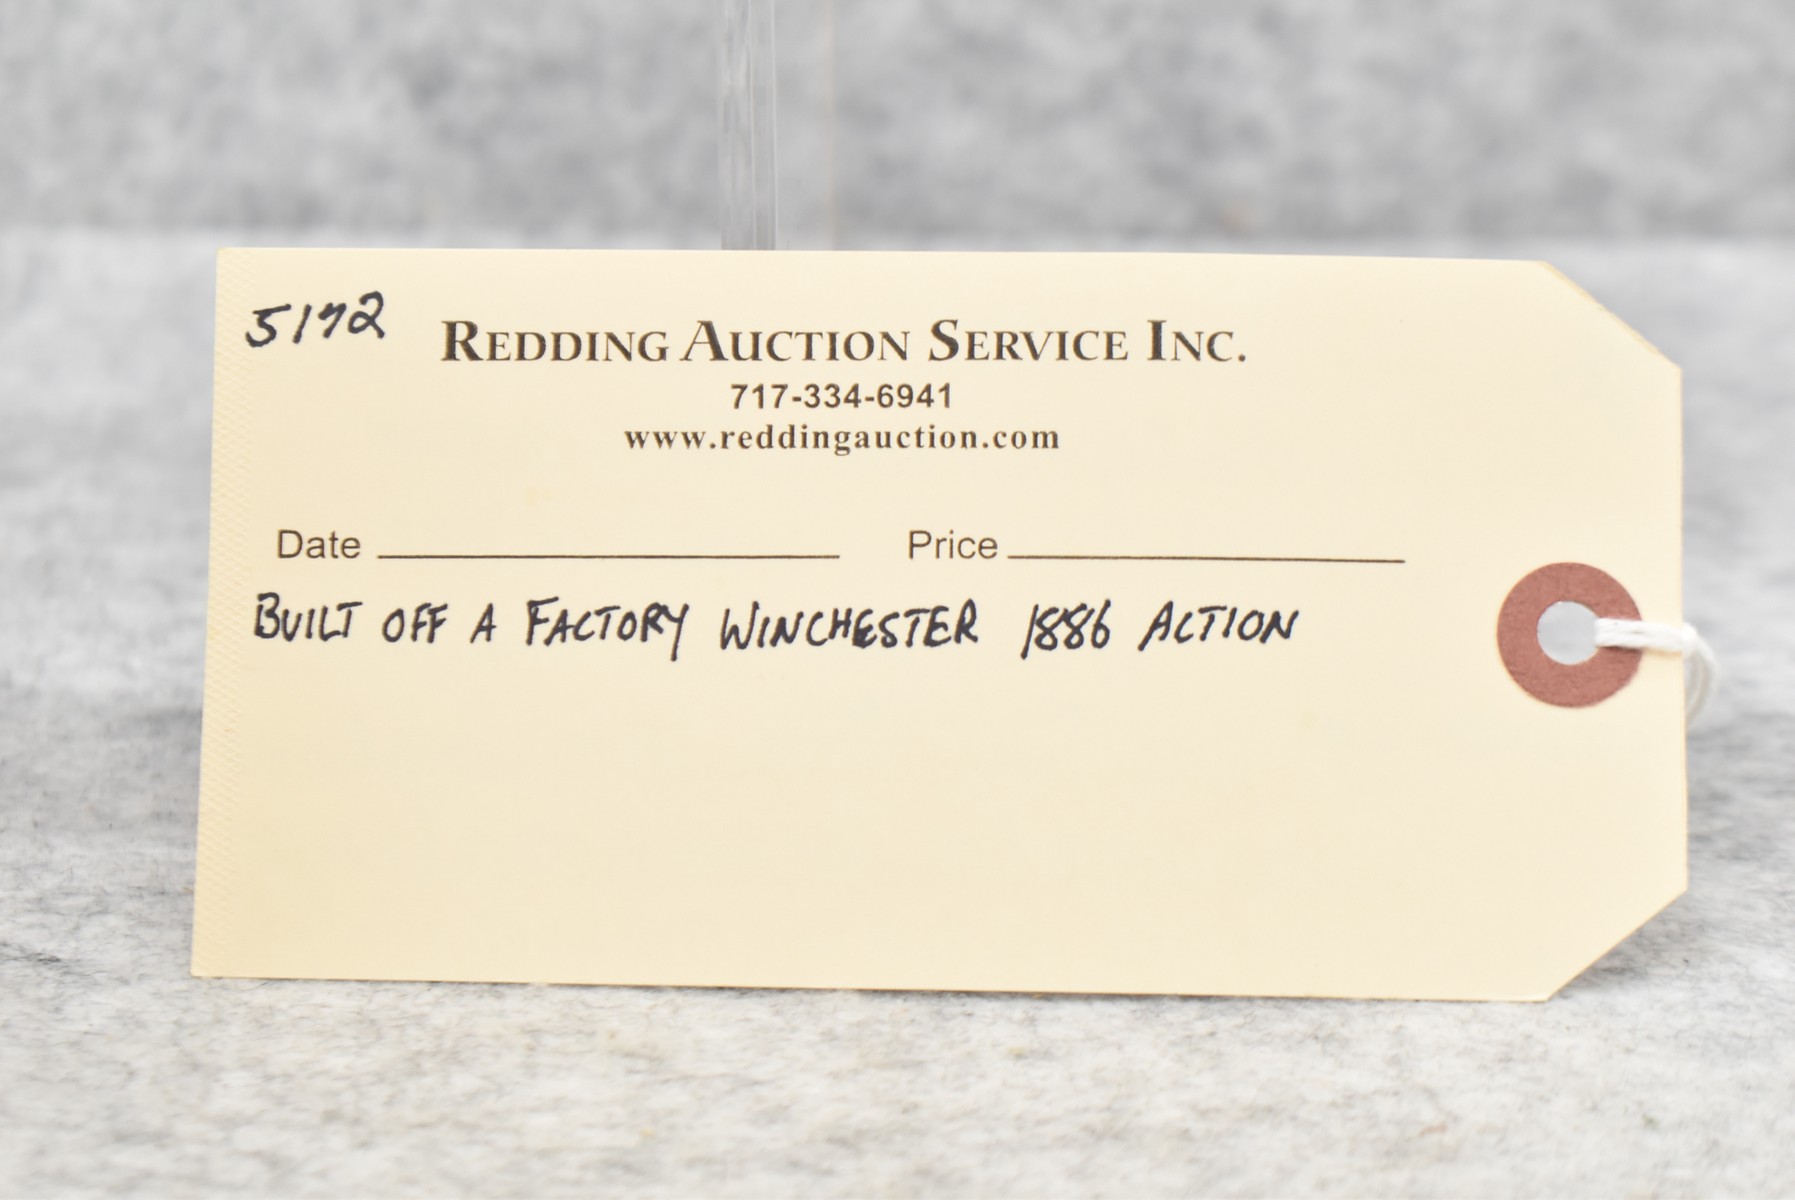 5172
REDDING AUCTION SERVICE INC.
717-334-6941
www.reddingauction.com
Date Price
BUILT OFF A FACTORY WINCHESTER 1886 ACTION